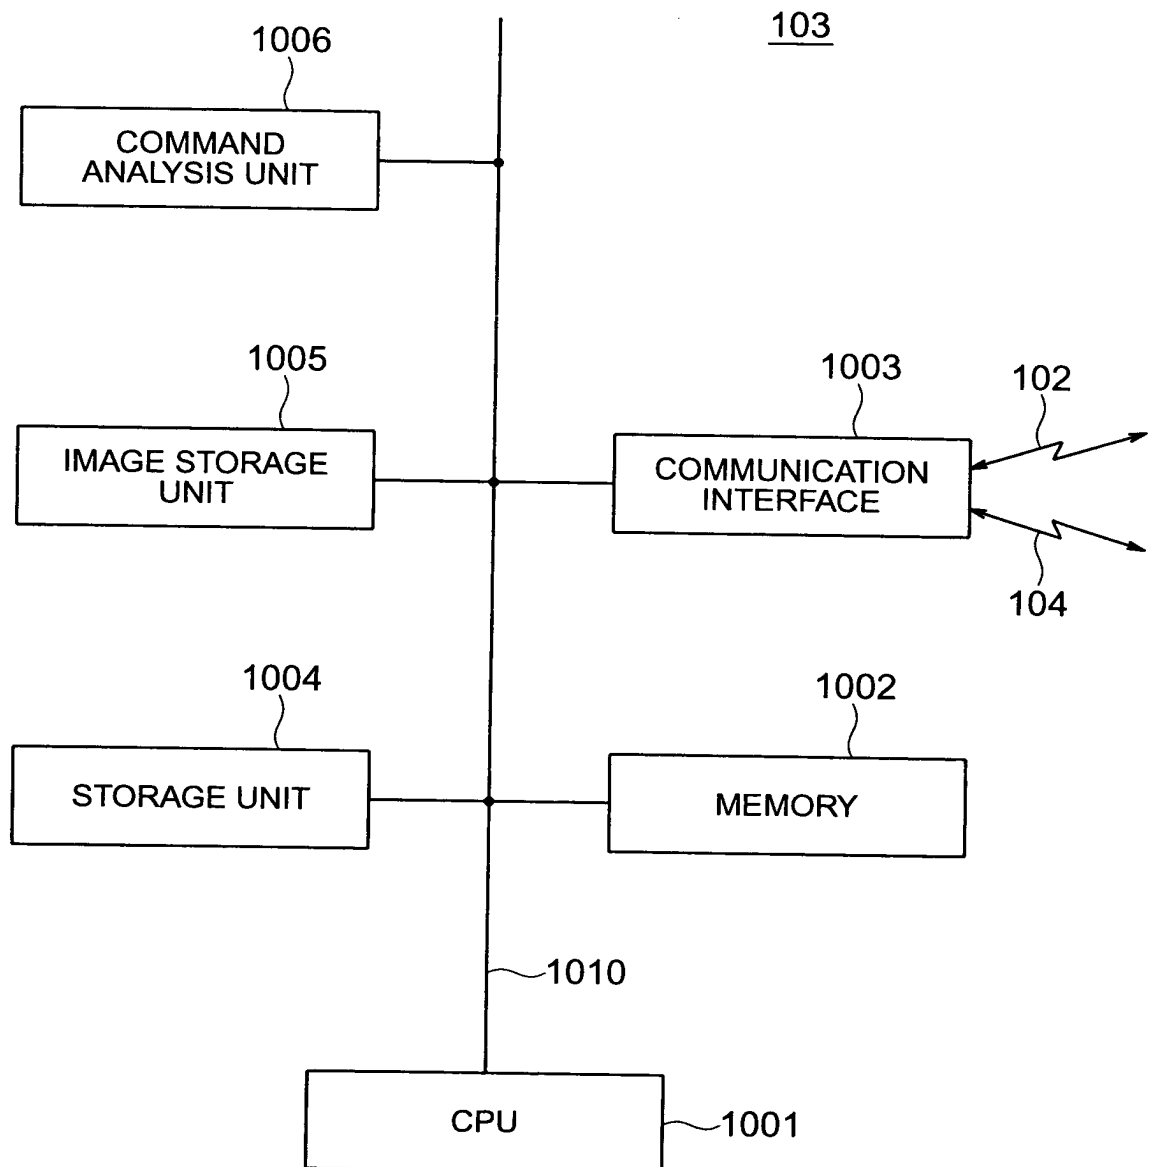 103
1006
COMMAND
ANALYSIS UNIT
1005
IMAGE STORAGE
UNIT
1003
COMMUNICATION
INTERFACE
102
104
1004
STORAGE UNIT
1002
MEMORY
1010
CPU
1001